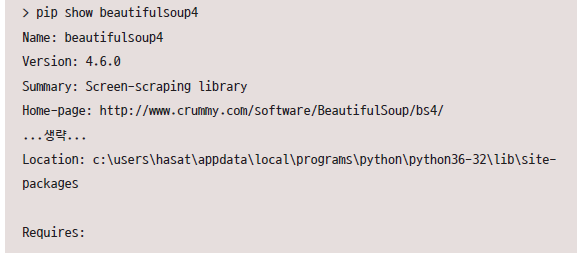 > pip show beautifulsoup4
Name: beautifulsoup4
Version: 4.6.0
Summary: Screen-scraping library
Home-page: http://www.crummy.com/software/BeautifulSoup/bs4/
...생략...
Location: c:\users\hasat\appdata\local\programs\python\python36-32\lib\site-
packages
Requires: